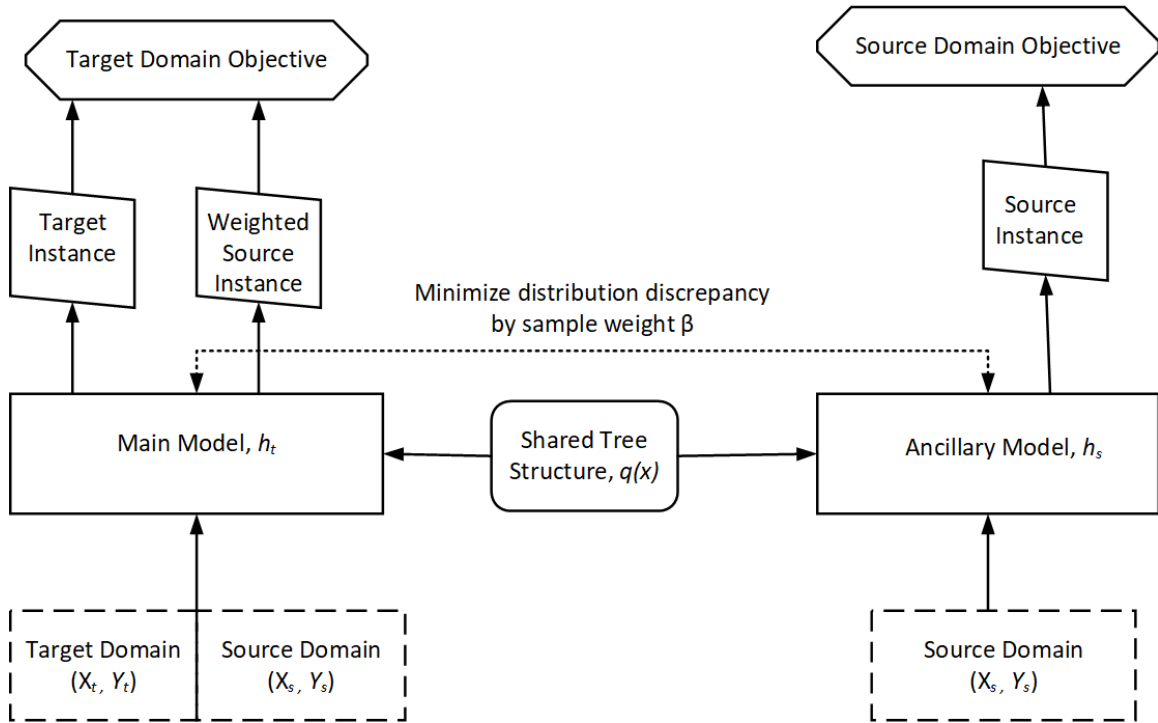 Target Domain Objective
Source Domain Objective
Target
Instance
Weighted
Source
Instance
Source
Instance
Minimize distribution discrepancy
by sample weight β
Main Model, hₜ
Shared Tree
Structure, q(x)
Ancillary Model, hₛ
Target Domain
(Xₜ, Yₜ)
Source Domain
(Xₛ, Yₛ)
Source Domain
(Xₛ, Yₛ)